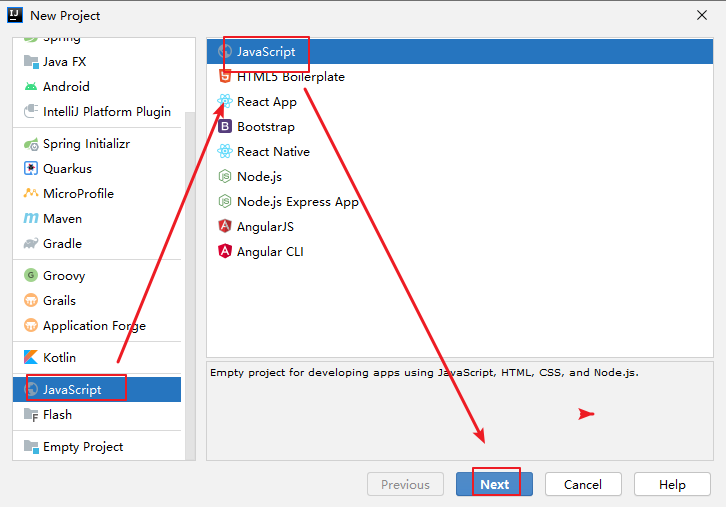 New Project
Spring
Java FX
Android
IntelliJ Platform Plugin
Spring Initializr
Quarkus
MicroProfile
Maven
Gradle
Groovy
Grails
Application Forge
Kotlin
JavaScript
Flash
Empty Project
JavaScript
HTML5 Boilerplate
React App
Bootstrap
React Native
Node.js
Node.js Express App
AngularJS
Angular CLI
Empty project for developing apps using JavaScript, HTML, CSS, and Node.js.
Previous
Next
Cancel
Help